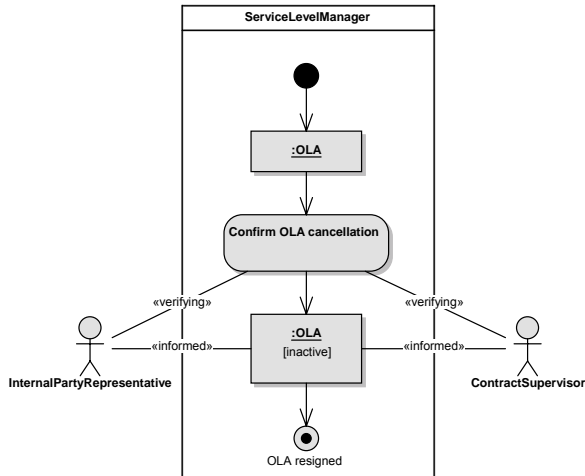 ServiceLevelManager
:OLA
Confirm OLA cancellation
«verifying»
«verifying»
:OLA
«informed»
[inactive]
«informed»
InternalPartyRepresentative
ContractSupervisor
OLA resigned